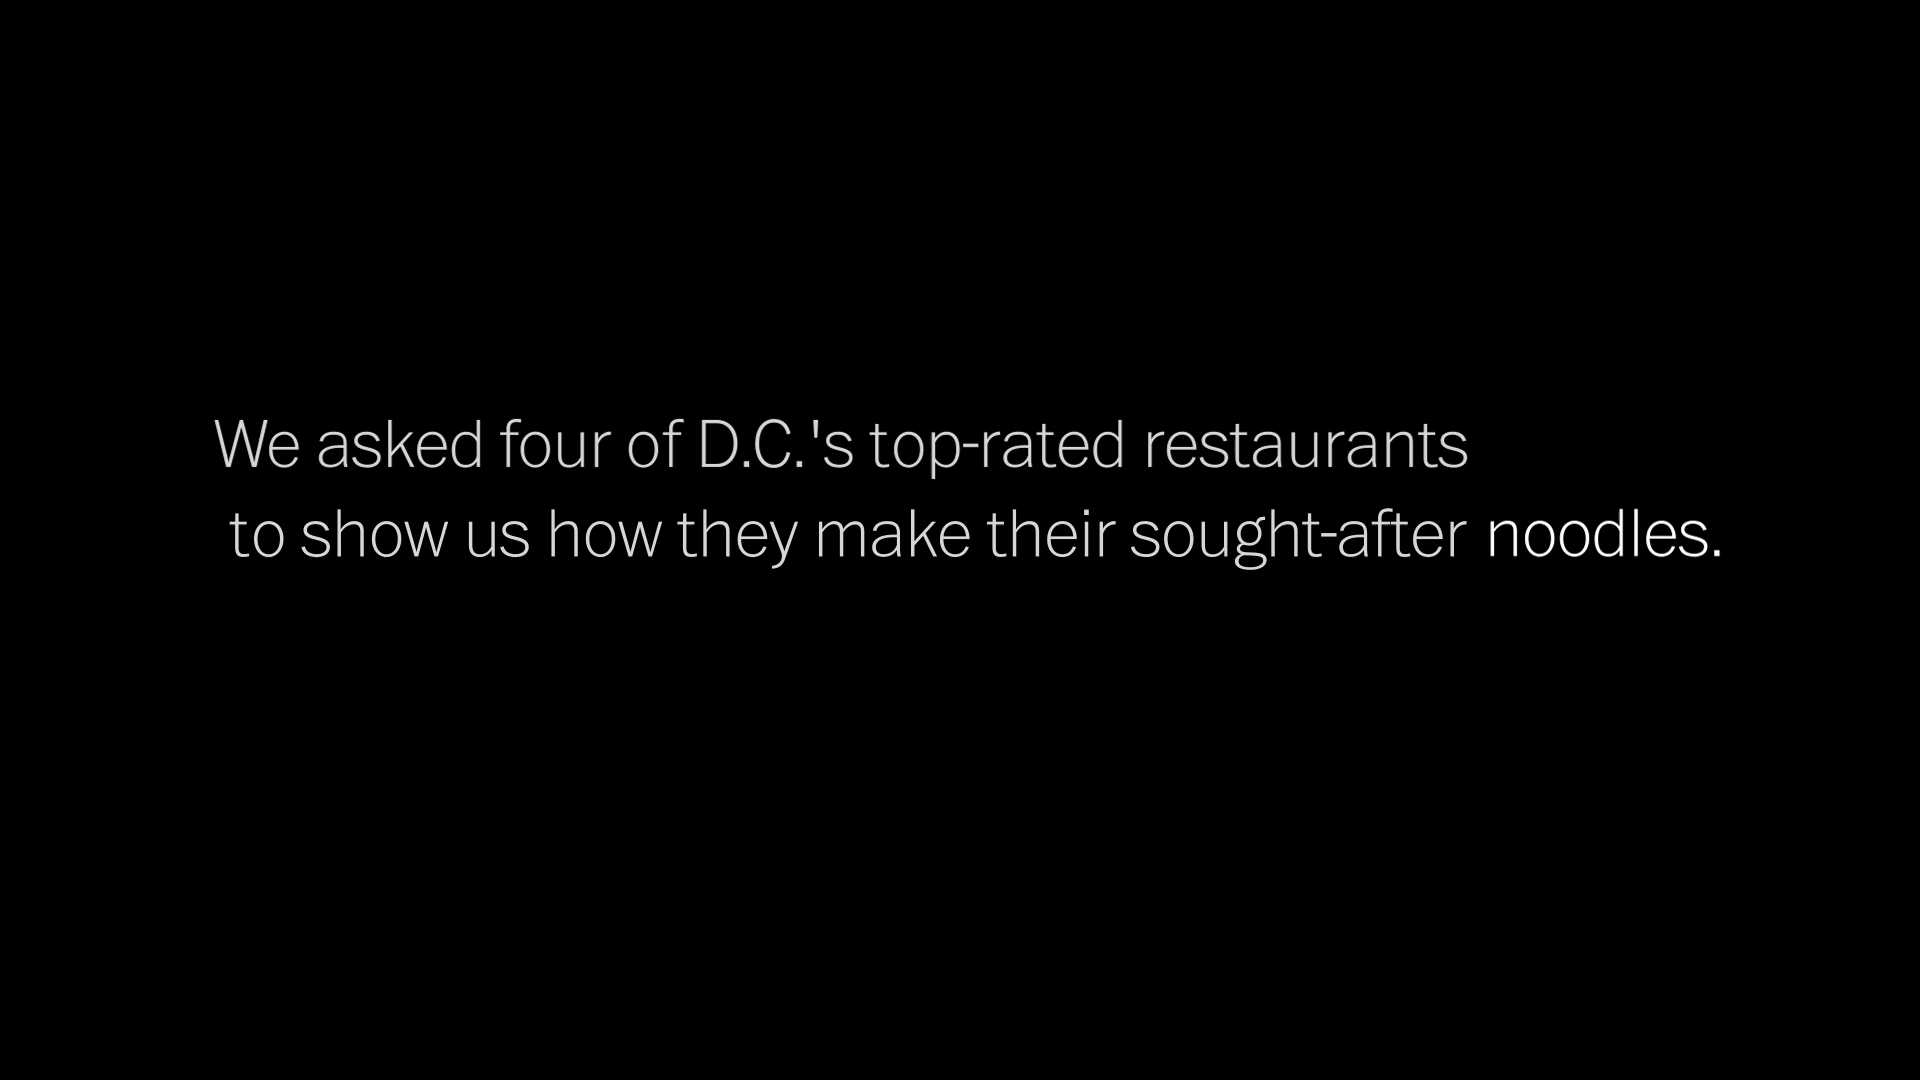 We asked four of D.C.'s top-rated restaurants
to show us how they make their sought-after noodles.